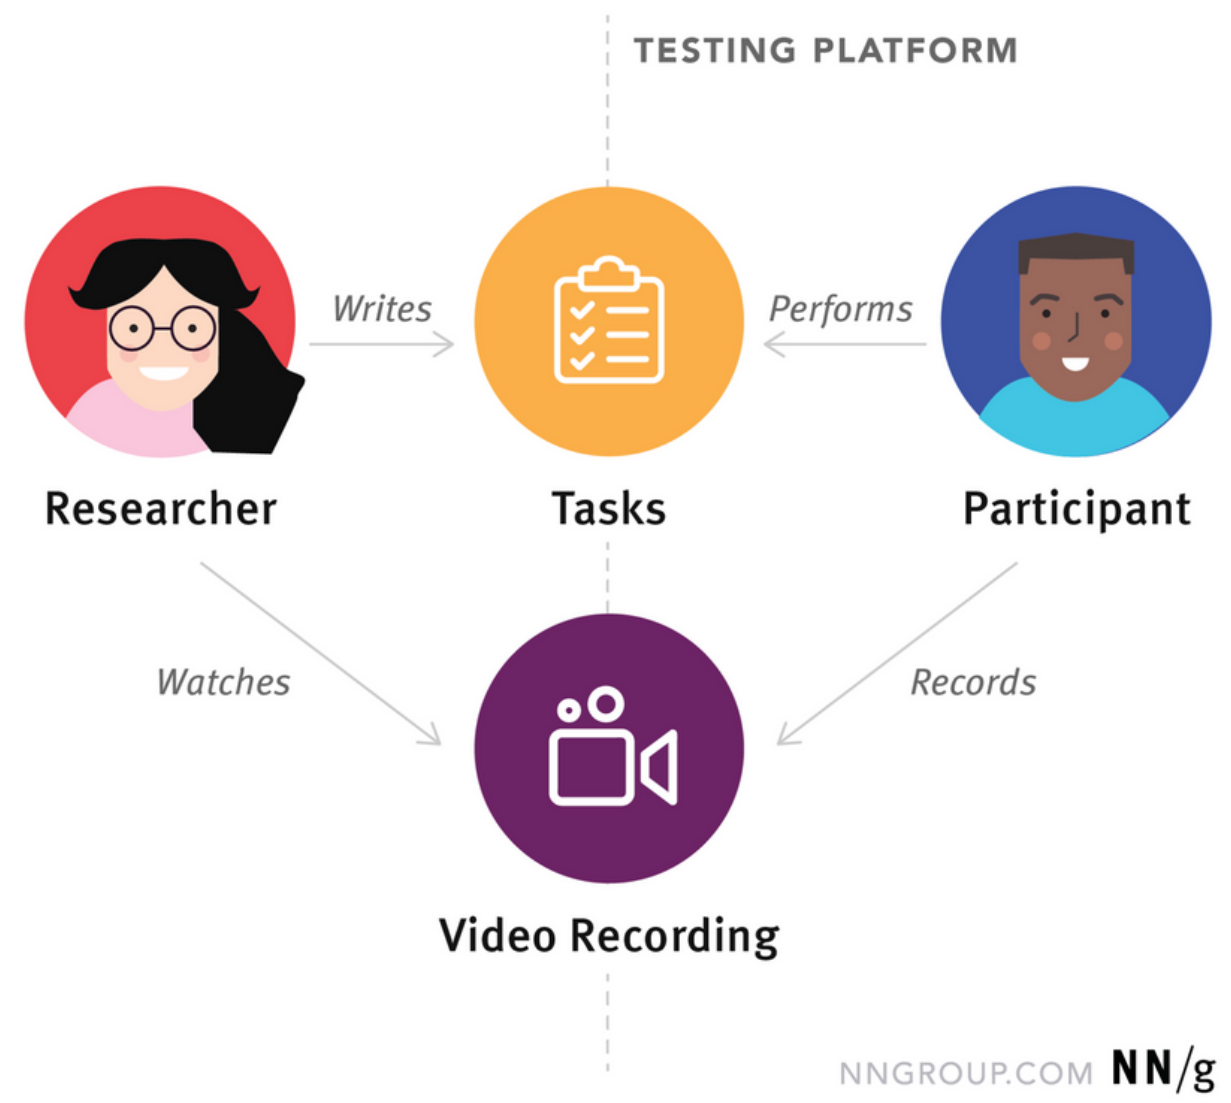 TESTING PLATFORM
Writes
Performs
Researcher
Tasks
Participant
Watches
Records
Video Recording
NNGROUP.COM NN/g